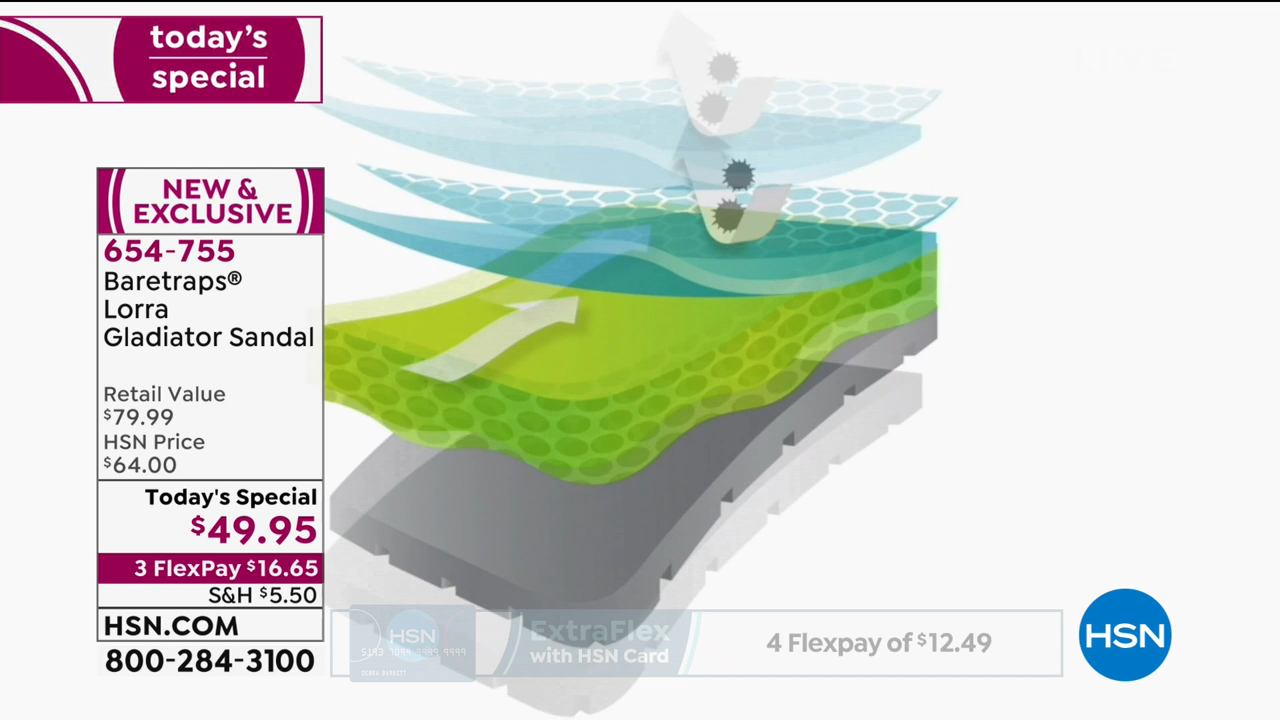 today's
special
LIVE
NEW &
EXCLUSIVE
654-755
Baretraps®
Lorra
Gladiator Sandal
Retail Value
$79.99
HSN Price
$64.00
Today's Special
$49.95
3 FlexPay $16.65
S&H $5.50
HSN.COM
800-284-3100
HSN
ExtraFlex
with HSN Card
4 Flexpay of $12.49
HSN